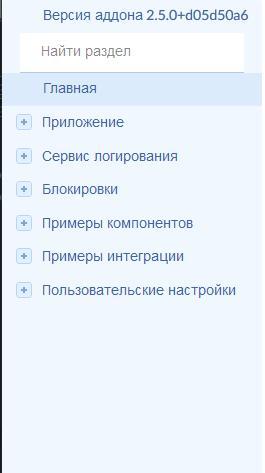 Версия аддона 2.5.0+d05d50a6
Найти раздел
Главная
Приложение
Сервис логирования
Блокировки
Примеры компонентов
Примеры интеграции
Пользовательские настройки